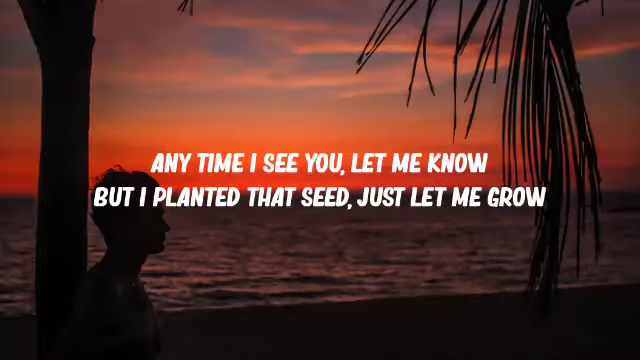 ANY TIME I SEE YOU, LET ME KNOW
BUT I PLANTED THAT SEED, JUST LET ME GROW